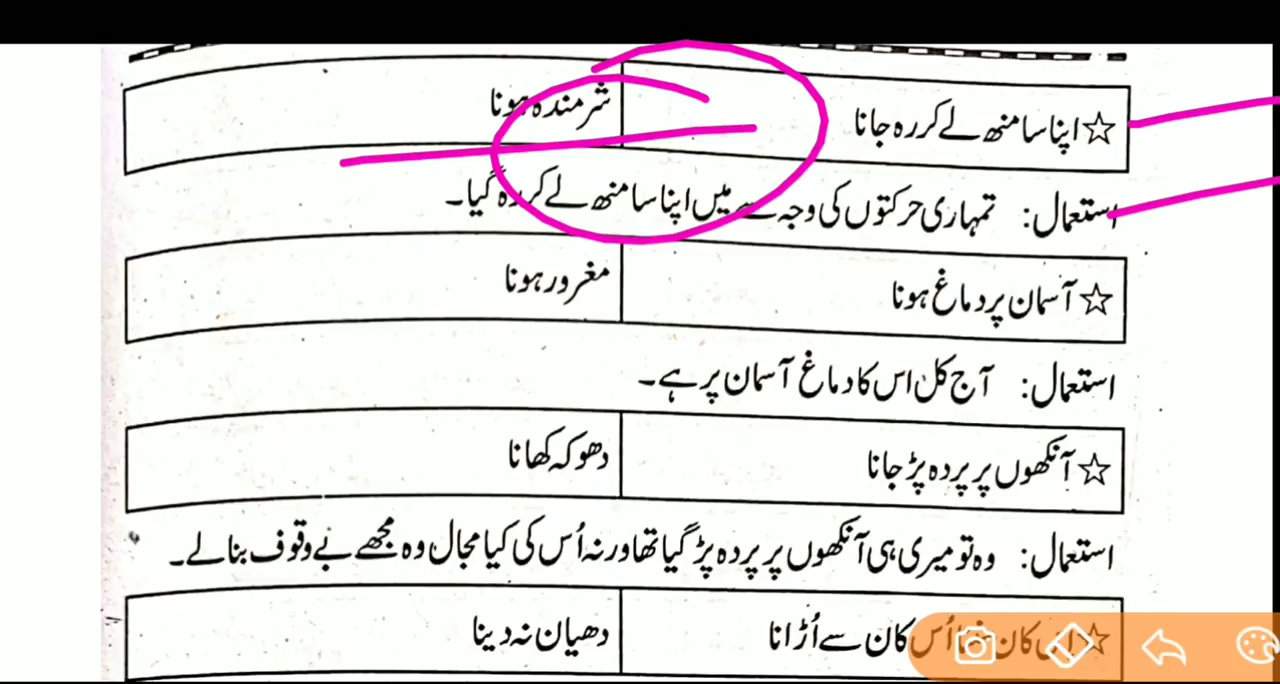 ☆ اپنا سا منھ لے کر رہ جانا شرمندہ ہونا
استعمال: تمہاری حرکتوں کی وجہ سے میں اپنا سا منھ لے کر رہ گیا۔
☆ آسمان پر دماغ ہونا مغرور ہونا
استعمال: آج کل اس کا دماغ آسمان پر ہے۔
☆ آنکھوں پر پردہ پڑ جانا دھوکہ کھانا
استعمال: وہ تو میری ہی آنکھوں پر پردہ پڑ گیا تھا ورنہ اُس کی کیا مجال وہ مجھے بے وقوف بنا لے۔
☆ کان اُس کان سے اُڑانا دھیان نہ دینا